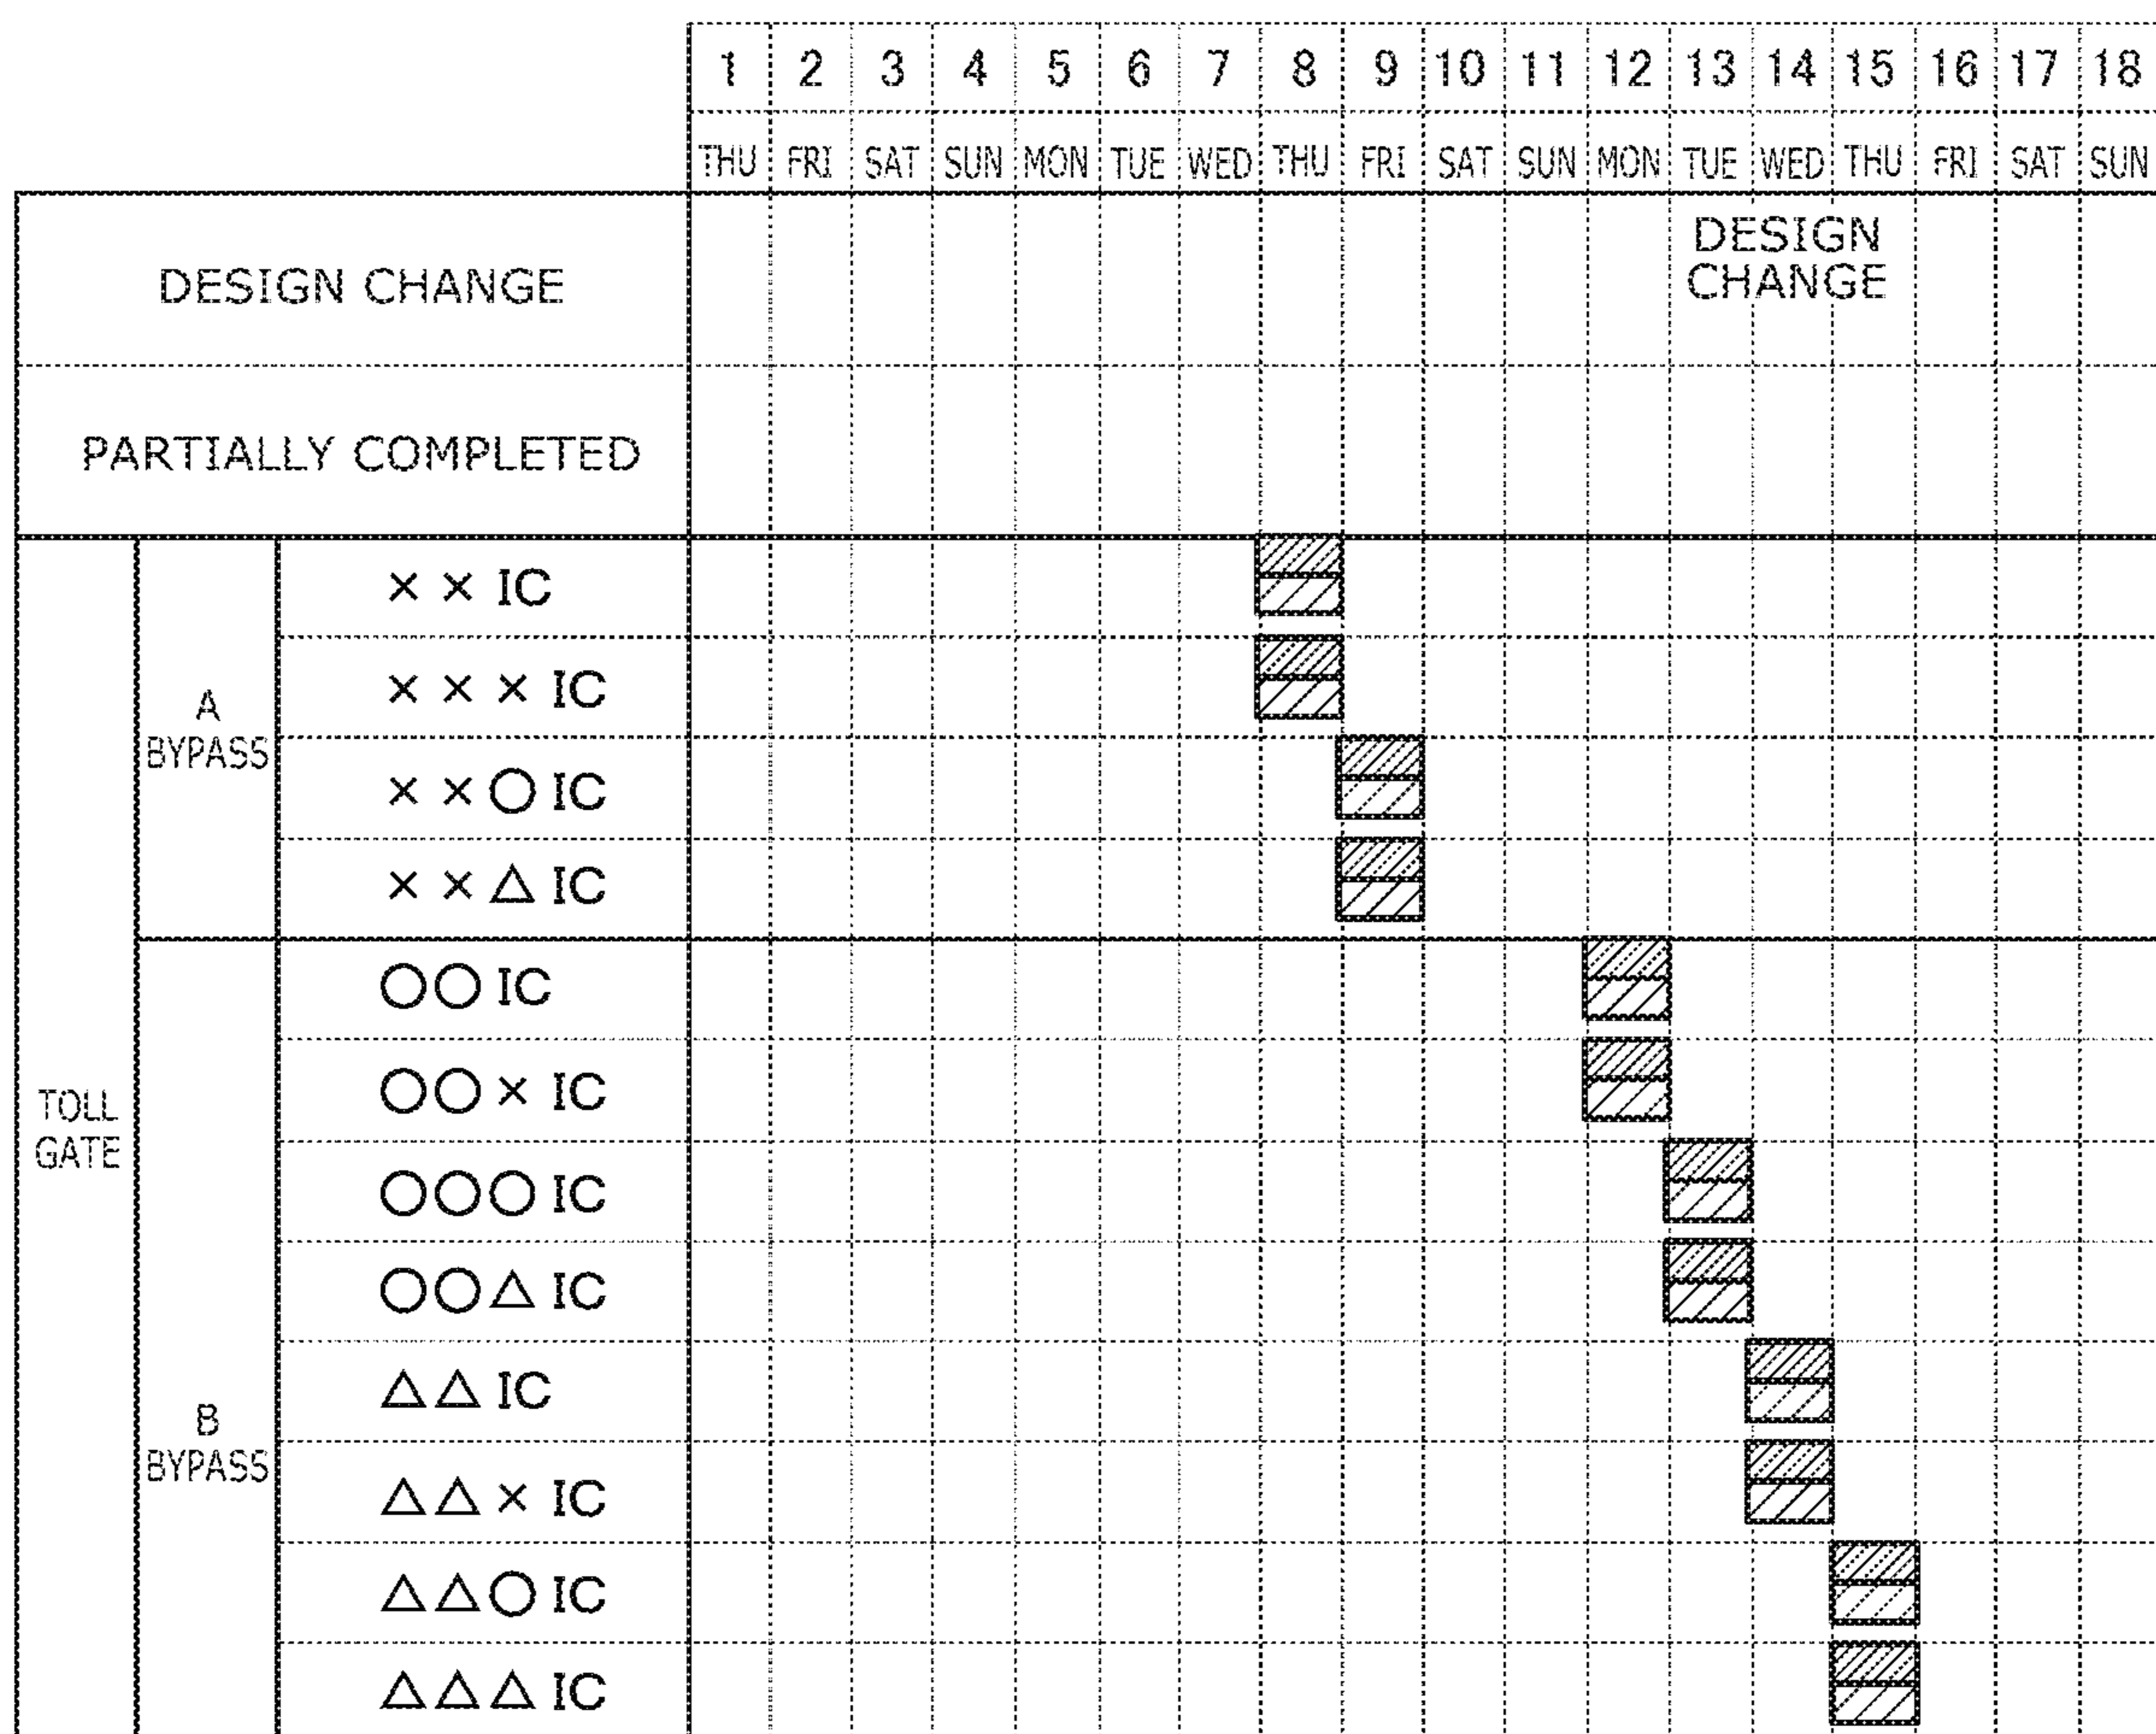 1 2 3 4 5 6 7 8 9 10 11 12 13 14 15 16 17 18
THU FRI SAT SUN MON TUE WED THU FRI SAT SUN MON TUE WED THU FRI SAT SUN
DESIGN CHANGE
DESIGN
CHANGE
PARTIALLY COMPLETED
TOLL
GATE
A
BYPASS
× × IC
× × × IC
× × ○ IC
× × △ IC
B
BYPASS
○○ IC
○○ × IC
○○○ IC
○○△ IC
△△ IC
△△ × IC
△△○ IC
△△△ IC